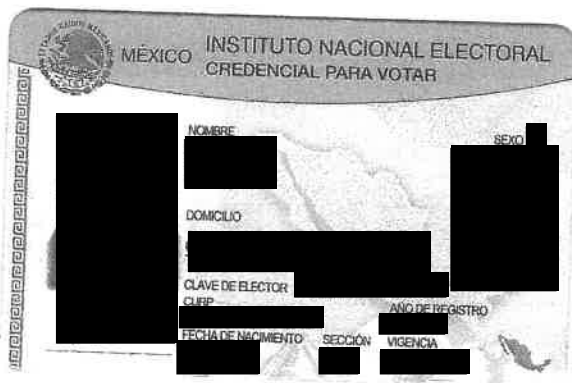 MÉXICO INSTITUTO NACIONAL ELECTORAL
CREDENCIAL PARA VOTAR
NOMBRE
SEXO
DOMICILIO
CLAVE DE ELECTOR
CURP
AÑO DE REGISTRO
FECHA DE NACIMIENTO SECCIÓN VIGENCIA